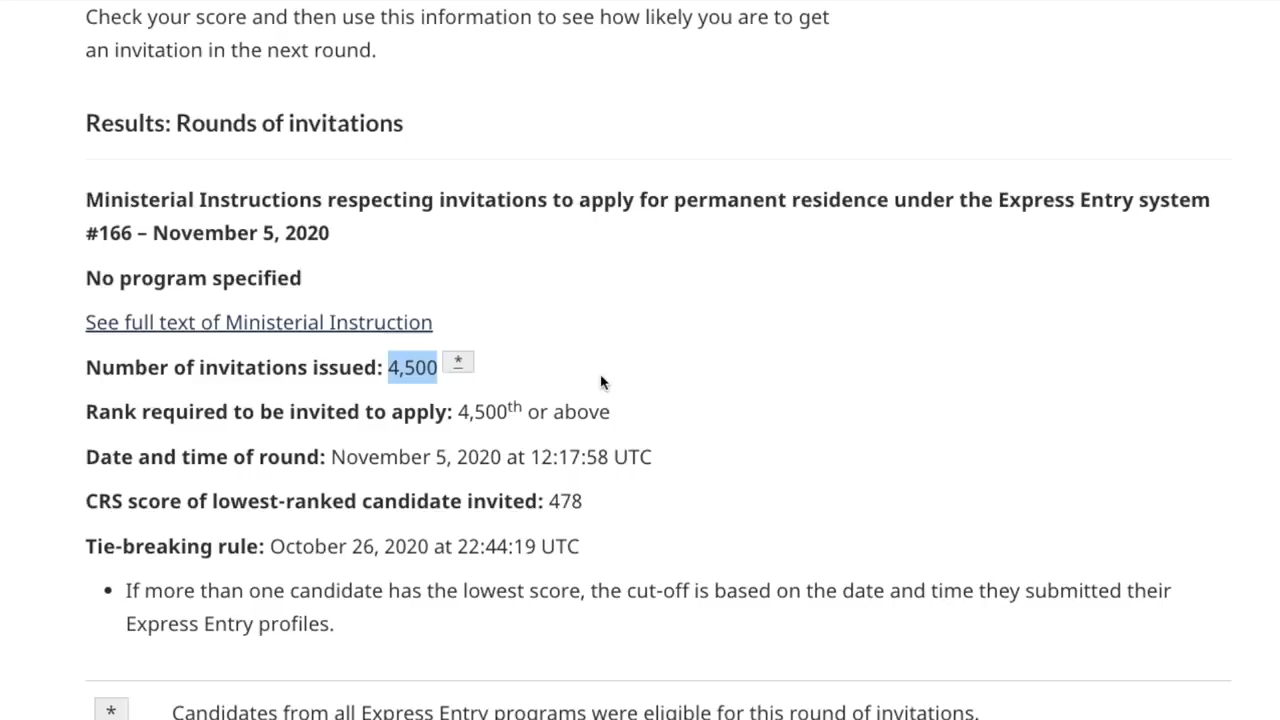 Check your score and then use this information to see how likely you are to get
an invitation in the next round.
Results: Rounds of invitations
Ministerial Instructions respecting invitations to apply for permanent residence under the Express Entry system
#166 – November 5, 2020
No program specified
See full text of Ministerial Instruction
Number of invitations issued: 4,500 *
Rank required to be invited to apply: 4,500th or above
Date and time of round: November 5, 2020 at 12:17:58 UTC
CRS score of lowest-ranked candidate invited: 478
Tie-breaking rule: October 26, 2020 at 22:44:19 UTC
• If more than one candidate has the lowest score, the cut-off is based on the date and time they submitted their
Express Entry profiles.
* Candidates from all Express Entry programs were eligible for this round of invitations.